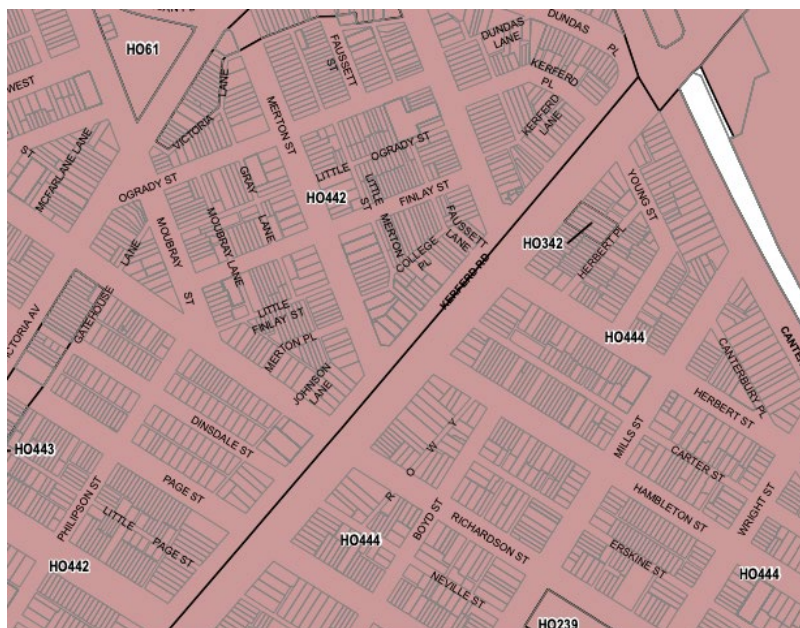 HO61
WEST
DUNDAS
LANE
DUNDAS
PL
FAUSSETT
ST
KERFERD
PL
KERFERD
LANE
VICTORIA
LANE
MERTON ST
MCFARLANE LANE
ST
OGRADY ST
LITTLE
OGRADY ST
GRAY
LANE
HO442
LITTLE
ST
MERTON
FINLAY ST
FAUSSETT
LANE
COLLEGE
PL
YOUNG ST
HO342
HERBERT PL
LANE
MOUBRAY
ST
MOUBRAY LANE
KERFERD RD
GATEHOUSE
LITTLE
FINLAY ST
MERTON PL
JOHNSON
LANE
HO444
CANTERBURY PL
HERBERT ST
DINSDALE ST
MILLS ST
CARTER ST
HO443
PAGE ST
R O W Y
HAMBLETON ST
WRIGHT ST
PHILIPSON ST
LITTLE
PAGE ST
BOYD ST
RICHARDSON ST
HO444
ERSKINE ST
HO442
NEVILLE ST
HO444
HO239